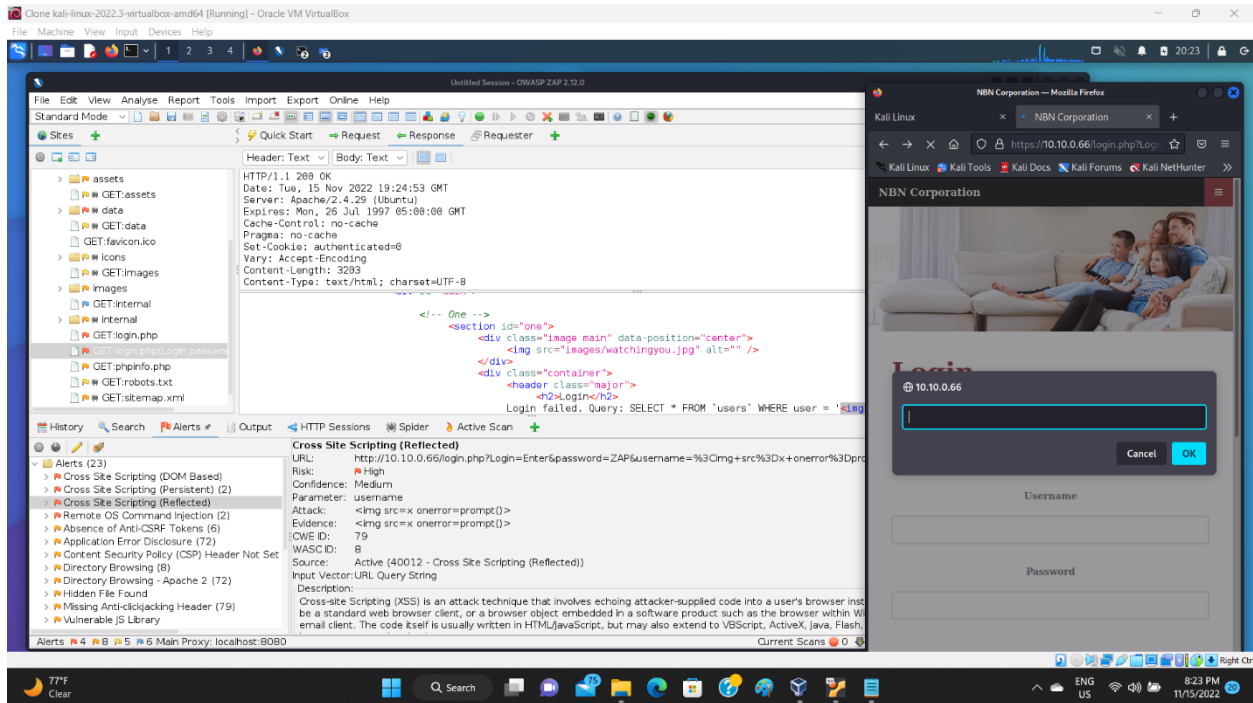 Clone kali-linux-2022.3-virtualbox-amd64 [Running] - Oracle VM VirtualBox
File Machine View Input Devices Help
1 2 3 4
20:23
Untitled Session - OWASP ZAP 2.12.0
File Edit View Analyse Report Tools Import Export Online Help
Standard Mode
Sites
Quick Start Request Response Requester
Header: Text Body: Text
assets
GET:assets
data
GET:data
GET:favicon.ico
icons
GET:images
images
GET:internal
internal
GET:login.php
GET:login.php(Login,passwo
GET:phpinfo.php
GET:robots.txt
GET:sitemap.xml
HTTP/1.1 200 OK
Date: Tue, 15 Nov 2022 19:24:53 GMT
Server: Apache/2.4.29 (Ubuntu)
Expires: Mon, 26 Jul 1997 05:00:00 GMT
Cache-Control: no-cache
Pragma: no-cache
Set-Cookie: authenticated=0
Vary: Accept-Encoding
Content-Length: 3203
Content-Type: text/html; charset=UTF-8
<!-- One -->
<section id="one">
<div class="image main" data-position="center">
<img src="images/watchingyou.jpg" alt="" />
</div>
<div class="container">
<header class="major">
<h2>Login</h2>
Login failed. Query: SELECT * FROM `users` WHERE user = '<img
History Search Alerts Output HTTP Sessions Spider Active Scan
Alerts (23)
Cross Site Scripting (DOM Based)
Cross Site Scripting (Persistent) (2)
Cross Site Scripting (Reflected)
Remote OS Command Injection (2)
Absence of Anti-CSRF Tokens (6)
Application Error Disclosure (72)
Content Security Policy (CSP) Header Not Set
Directory Browsing (8)
Directory Browsing - Apache 2 (72)
Hidden File Found
Missing Anti-clickjacking Header (79)
Vulnerable JS Library
Cross Site Scripting (Reflected)
URL: http://10.10.0.66/login.php?Login=Enter&password=ZAP&username=%3Cimg+src%3Dx+onerror%3Dpro
Risk: High
Confidence: Medium
Parameter: username
Attack: <img src=x onerror=prompt()>
Evidence: <img src=x onerror=prompt()>
CWE ID: 79
WASC ID: 8
Source: Active (40012 - Cross Site Scripting (Reflected))
Input Vector: URL Query String
Description:
Cross-site Scripting (XSS) is an attack technique that involves echoing attacker-supplied code into a user's browser inst
be a standard web browser client, or a browser object embedded in a software product such as the browser within Wi
email client. The code itself is usually written in HTML/JavaScript, but may also extend to VBScript, ActiveX, Java, Flash,
Alerts 4 8 5 6 Main Proxy: localhost:8080
Current Scans 0
NBN Corporation — Mozilla Firefox
Kali Linux
NBN Corporation
https://10.10.0.66/login.php?Login
Kali Linux Kali Tools Kali Docs Kali Forums Kali NetHunter
NBN Corporation
Login
10.10.0.66
Cancel OK
Username
Password
Right Ctr
77°F
Clear
Search
75
ENG
US
8:23 PM
11/15/2022
20